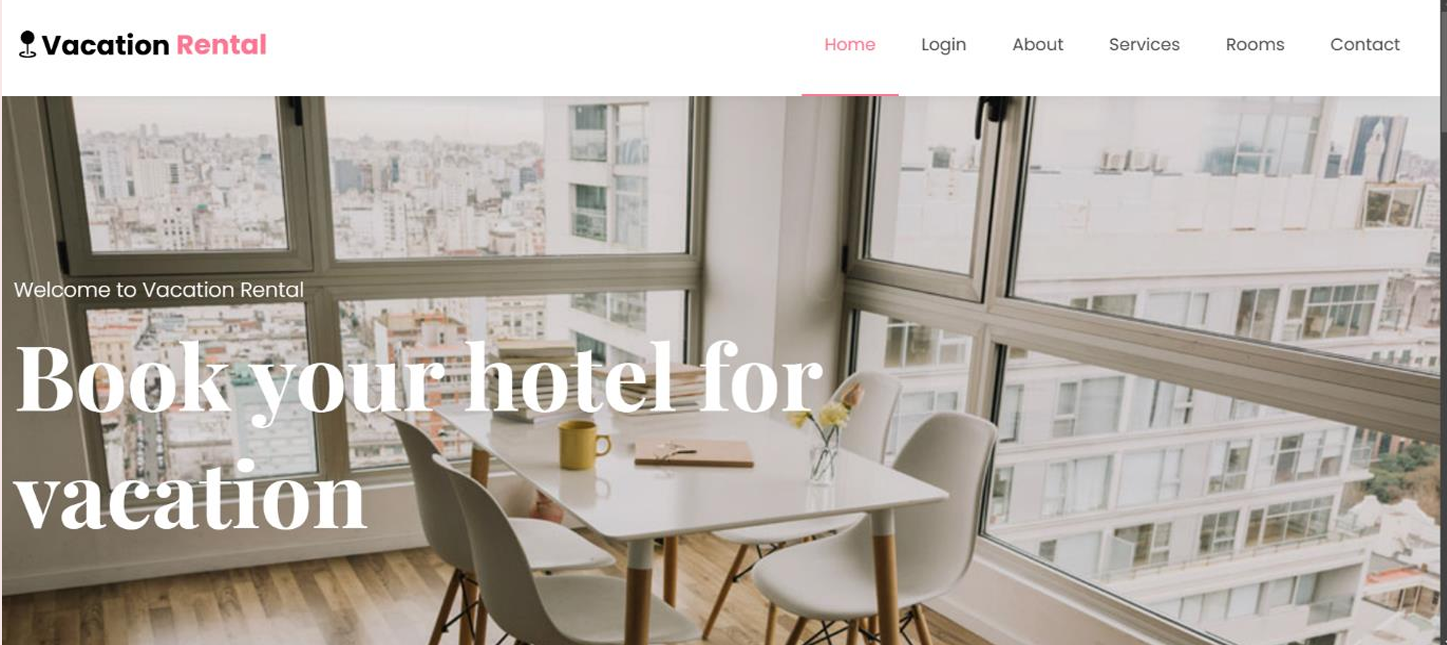 Vacation Rental
Home Login About Services Rooms Contact
Welcome to Vacation Rental
Book your hotel for
vacation